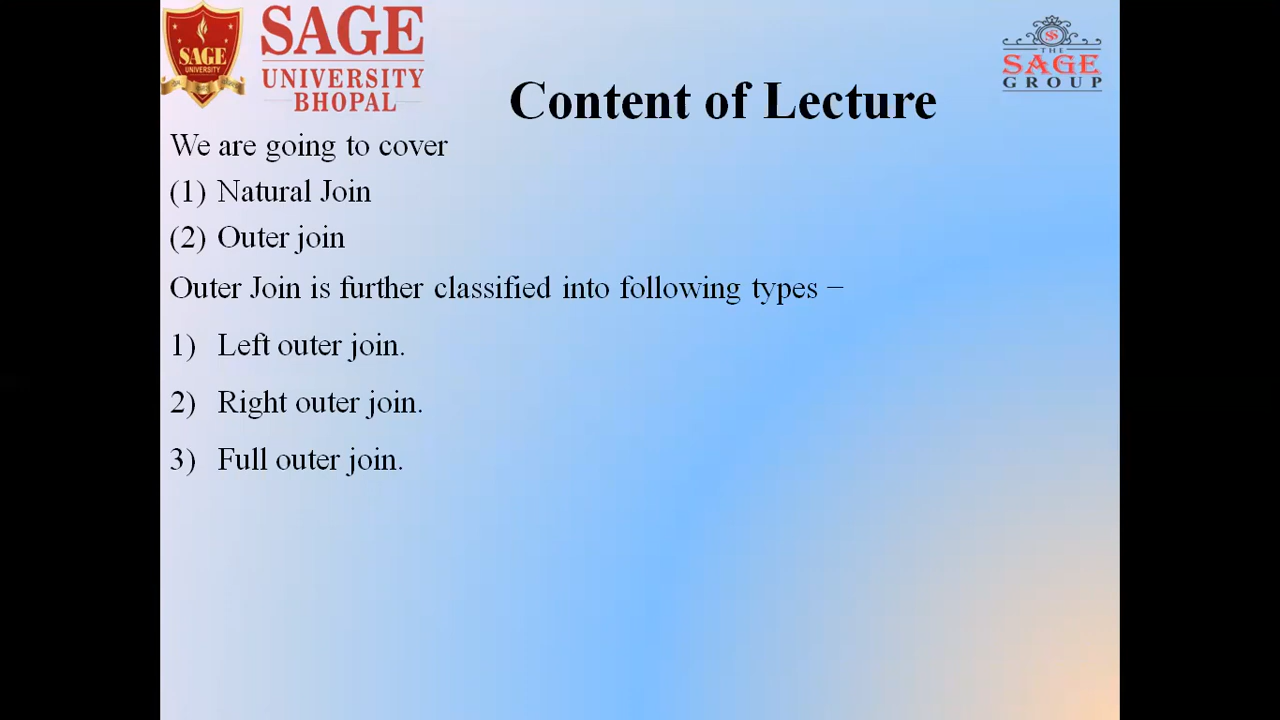 SAGE
UNIVERSITY
BHOPAL
SAGE
UNIVERSITY
THE
SAGE
GROUP
Content of Lecture
We are going to cover
(1) Natural Join
(2) Outer join
Outer Join is further classified into following types −
1) Left outer join.
2) Right outer join.
3) Full outer join.